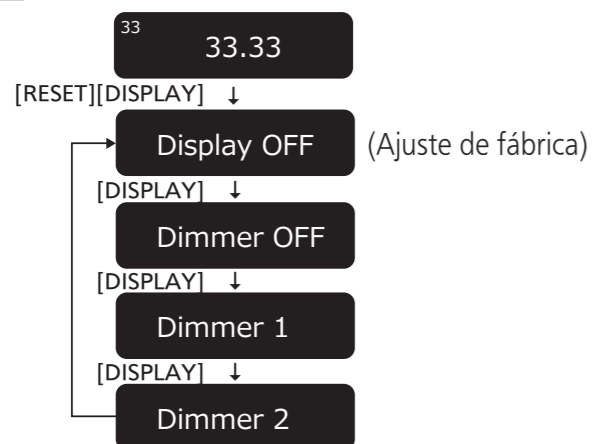 33
33.33
[RESET][DISPLAY] ↓
Display OFF (Ajuste de fábrica)
[DISPLAY] ↓
Dimmer OFF
[DISPLAY] ↓
Dimmer 1
[DISPLAY] ↓
Dimmer 2